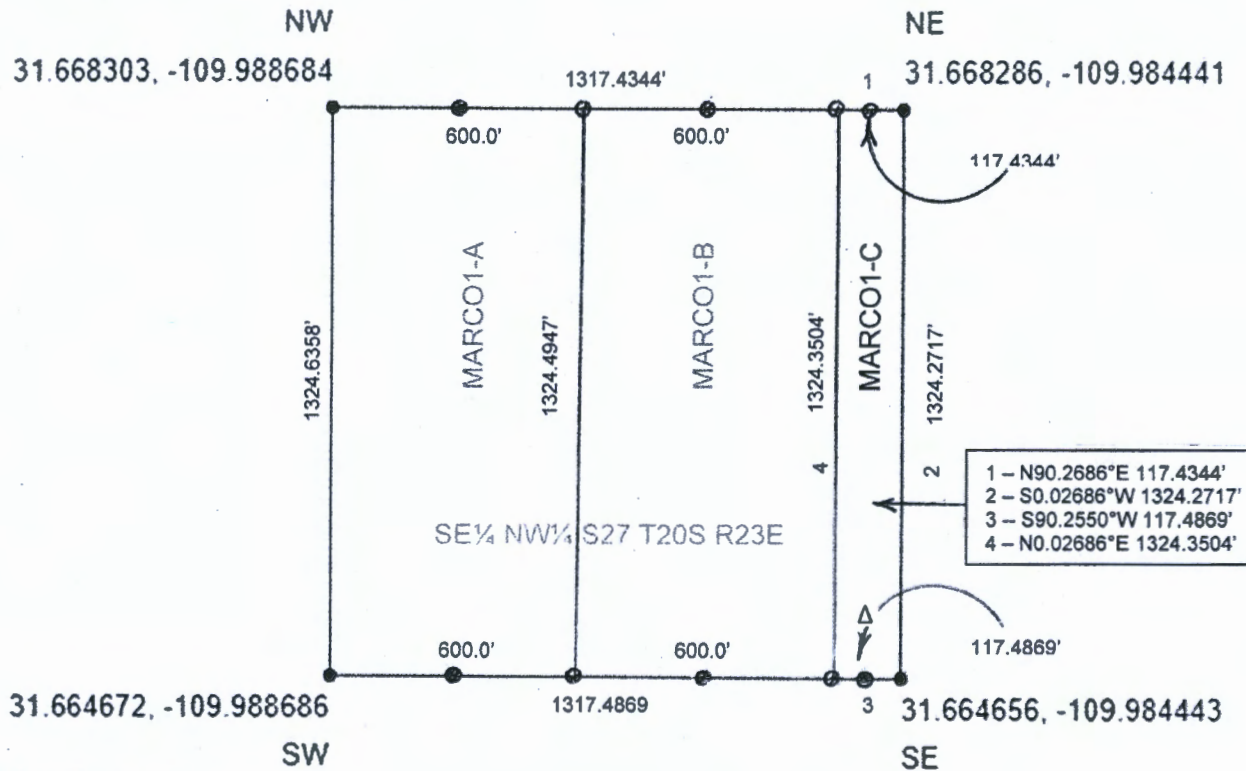 NW
NE
31.668303, -109.988684
1317.4344'
1
31.668286, -109.984441
600.0'
600.0'
117.4344'
MARCO1-A
MARCO1-B
MARCO1-C
1324.6358'
1324.4947'
1324.3504'
1324.2717'
4
2
1 – N90.2686°E 117.4344'
2 – S0.02686°W 1324.2717'
3 – S90.2550°W 117.4869'
4 – N0.02686°E 1324.3504'
SE¼ NW¼ S27 T20S R23E
Δ
600.0'
600.0'
117.4869'
31.664672, -109.988686
1317.4869
3
31.664656, -109.984443
SW
SE